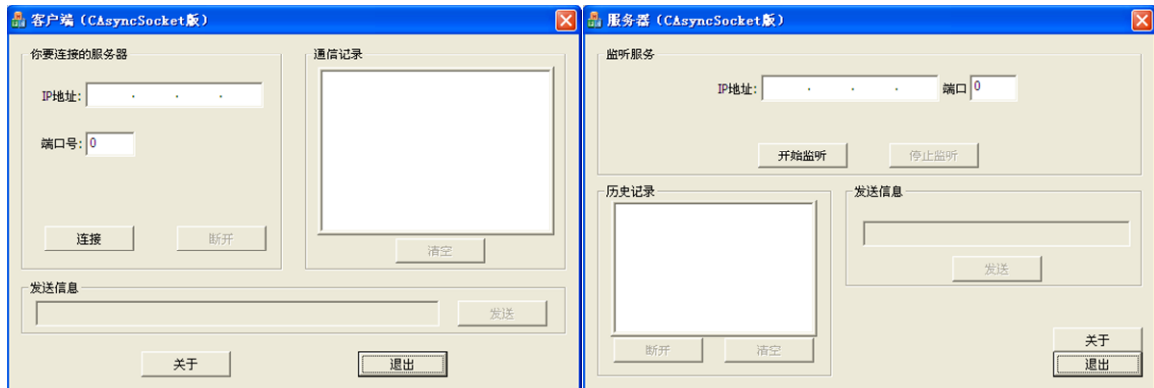 客户端（CAsyncSocket版）
你要连接的服务器
IP地址:
端口号: 0
连接
断开
通信记录
清空
发送信息
发送
关于
退出
服务器（CAsyncSocket版）
监听服务
IP地址:
端口 0
开始监听
停止监听
历史记录
断开
清空
发送信息
发送
关于
退出